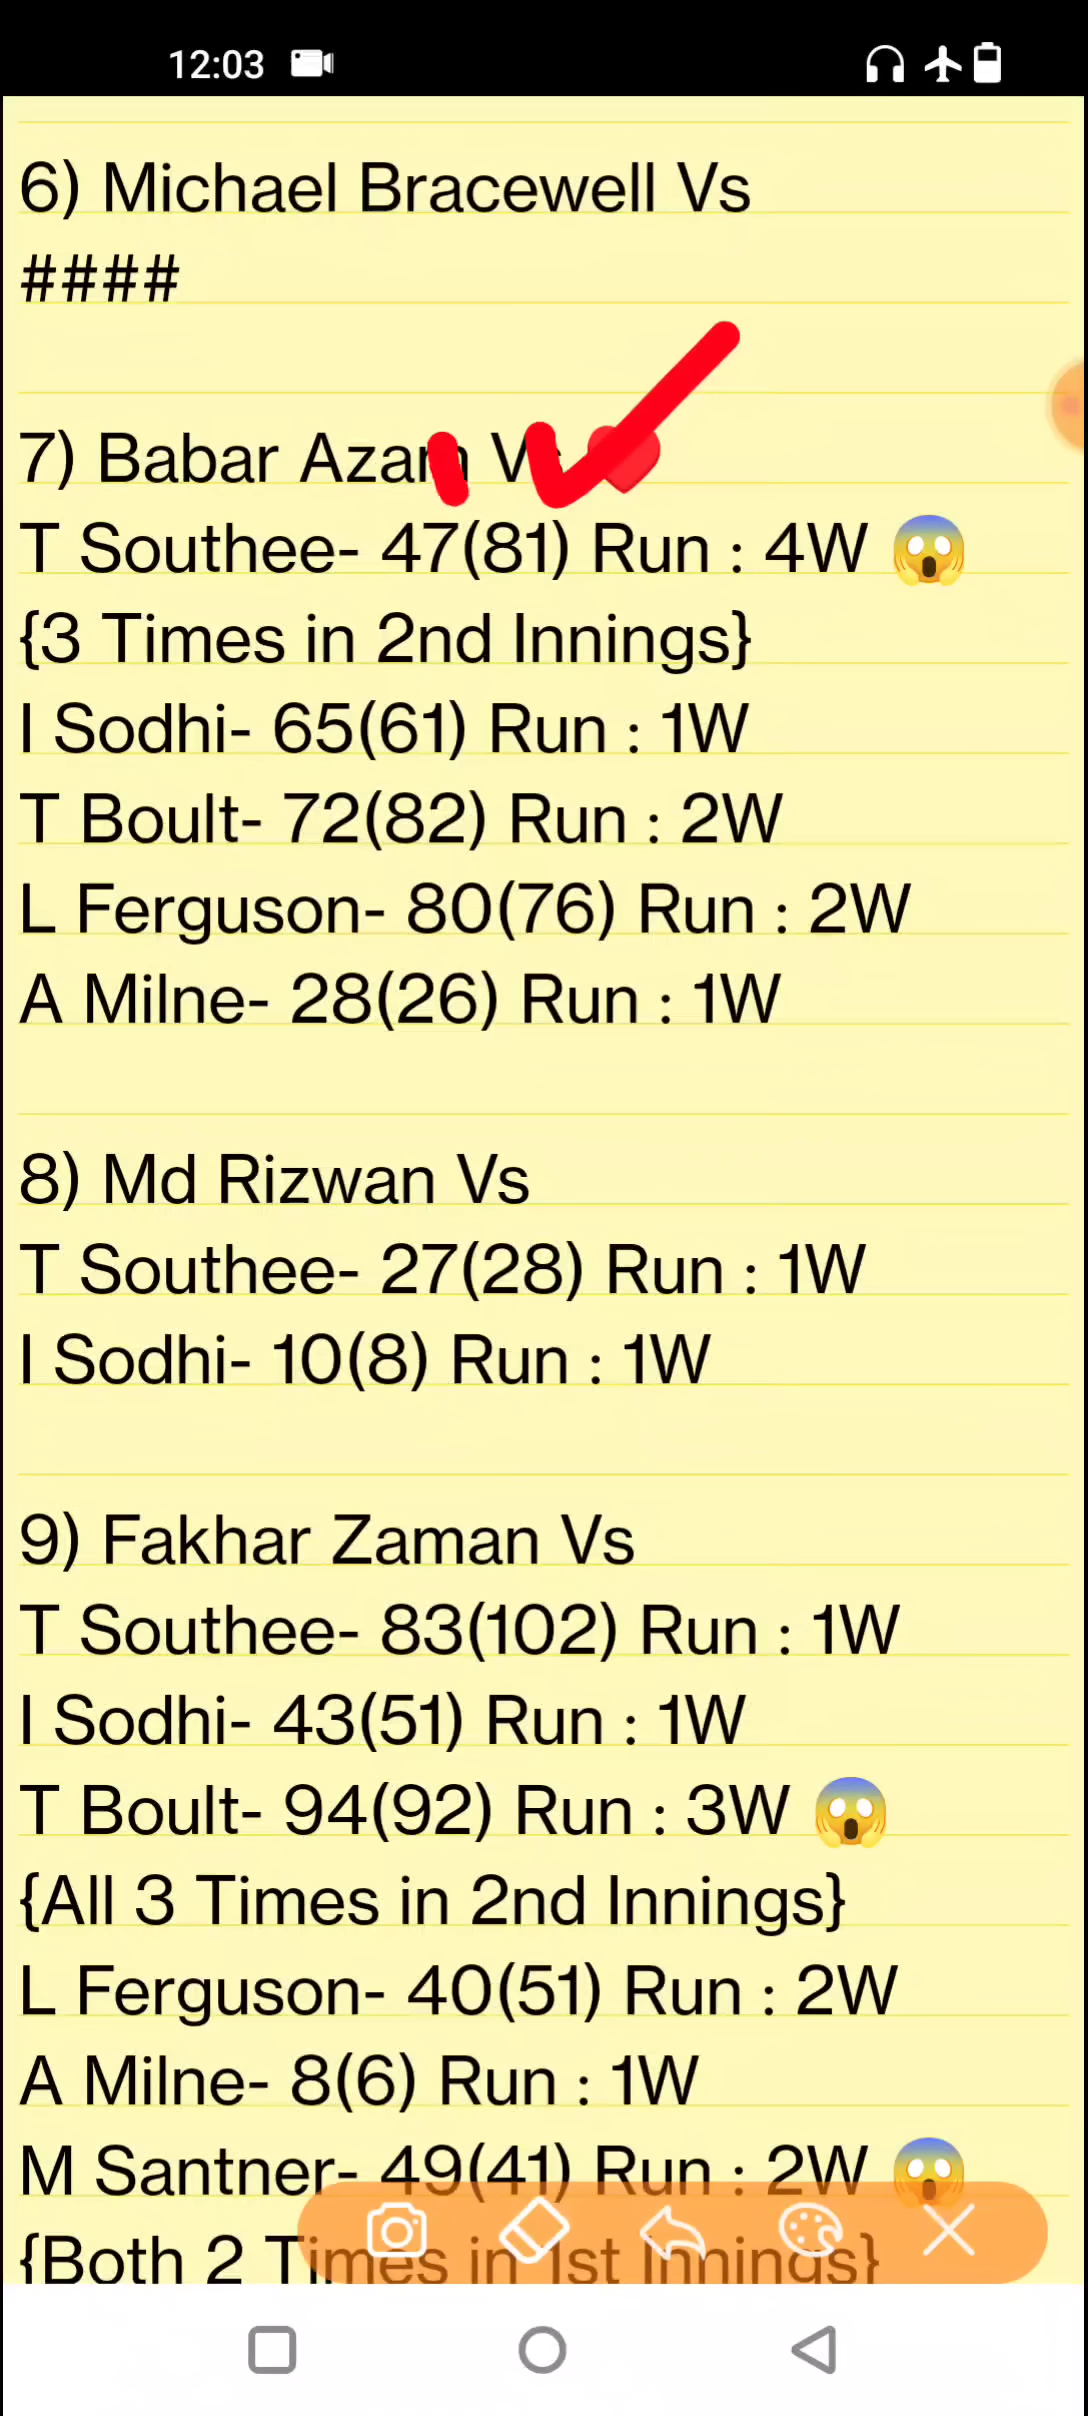 12:03
6) Michael Bracewell Vs
####
7) Babar Azam Vs
T Southee- 47(81) Run : 4W 😱
{3 Times in 2nd Innings}
I Sodhi- 65(61) Run : 1W
T Boult- 72(82) Run : 2W
L Ferguson- 80(76) Run : 2W
A Milne- 28(26) Run : 1W
8) Md Rizwan Vs
T Southee- 27(28) Run : 1W
I Sodhi- 10(8) Run : 1W
9) Fakhar Zaman Vs
T Southee- 83(102) Run : 1W
I Sodhi- 43(51) Run : 1W
T Boult- 94(92) Run : 3W 😱
{All 3 Times in 2nd Innings}
L Ferguson- 40(51) Run : 2W
A Milne- 8(6) Run : 1W
M Santner- 49(41) Run : 2W 😱
{Both 2 Times in 1st Innings}